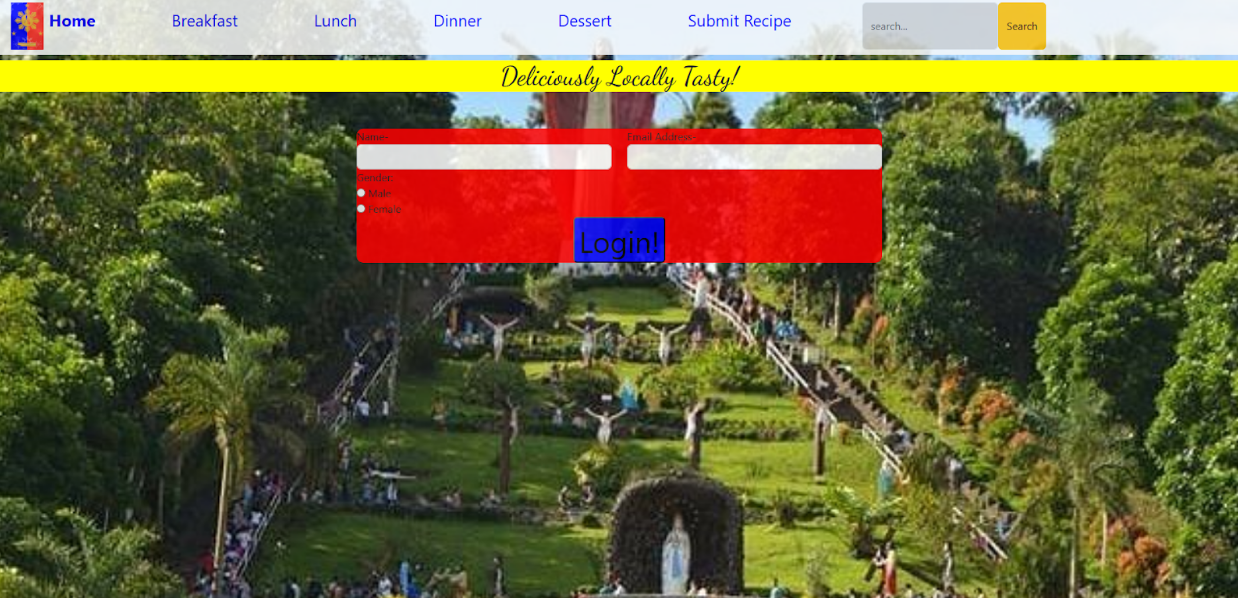 Home Breakfast Lunch Dinner Dessert Submit Recipe search... Search
Deliciously Locally Tasty!
Name: Email Address:
Gender:
Male
Female
Login!